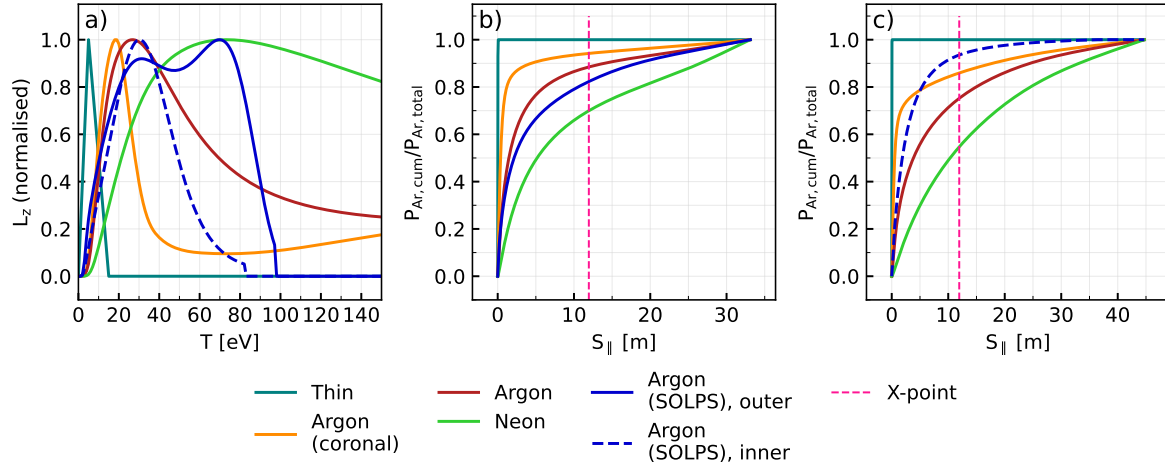 a)
b)
c)
L_z (normalised)
1.0
0.8
0.6
0.4
0.2
0.0
0 20 40 60 80 100 120 140
T [eV]
P_Ar,cum/P_Ar,total
1.0
0.8
0.6
0.4
0.2
0.0
0 10 20 30
S_∥ [m]
P_Ar,cum/P_Ar,total
1.0
0.8
0.6
0.4
0.2
0.0
0 10 20 30 40
S_∥ [m]
Thin
Argon
(coronal)
Argon
Neon
Argon
(SOLPS), outer
Argon
(SOLPS), inner
X-point